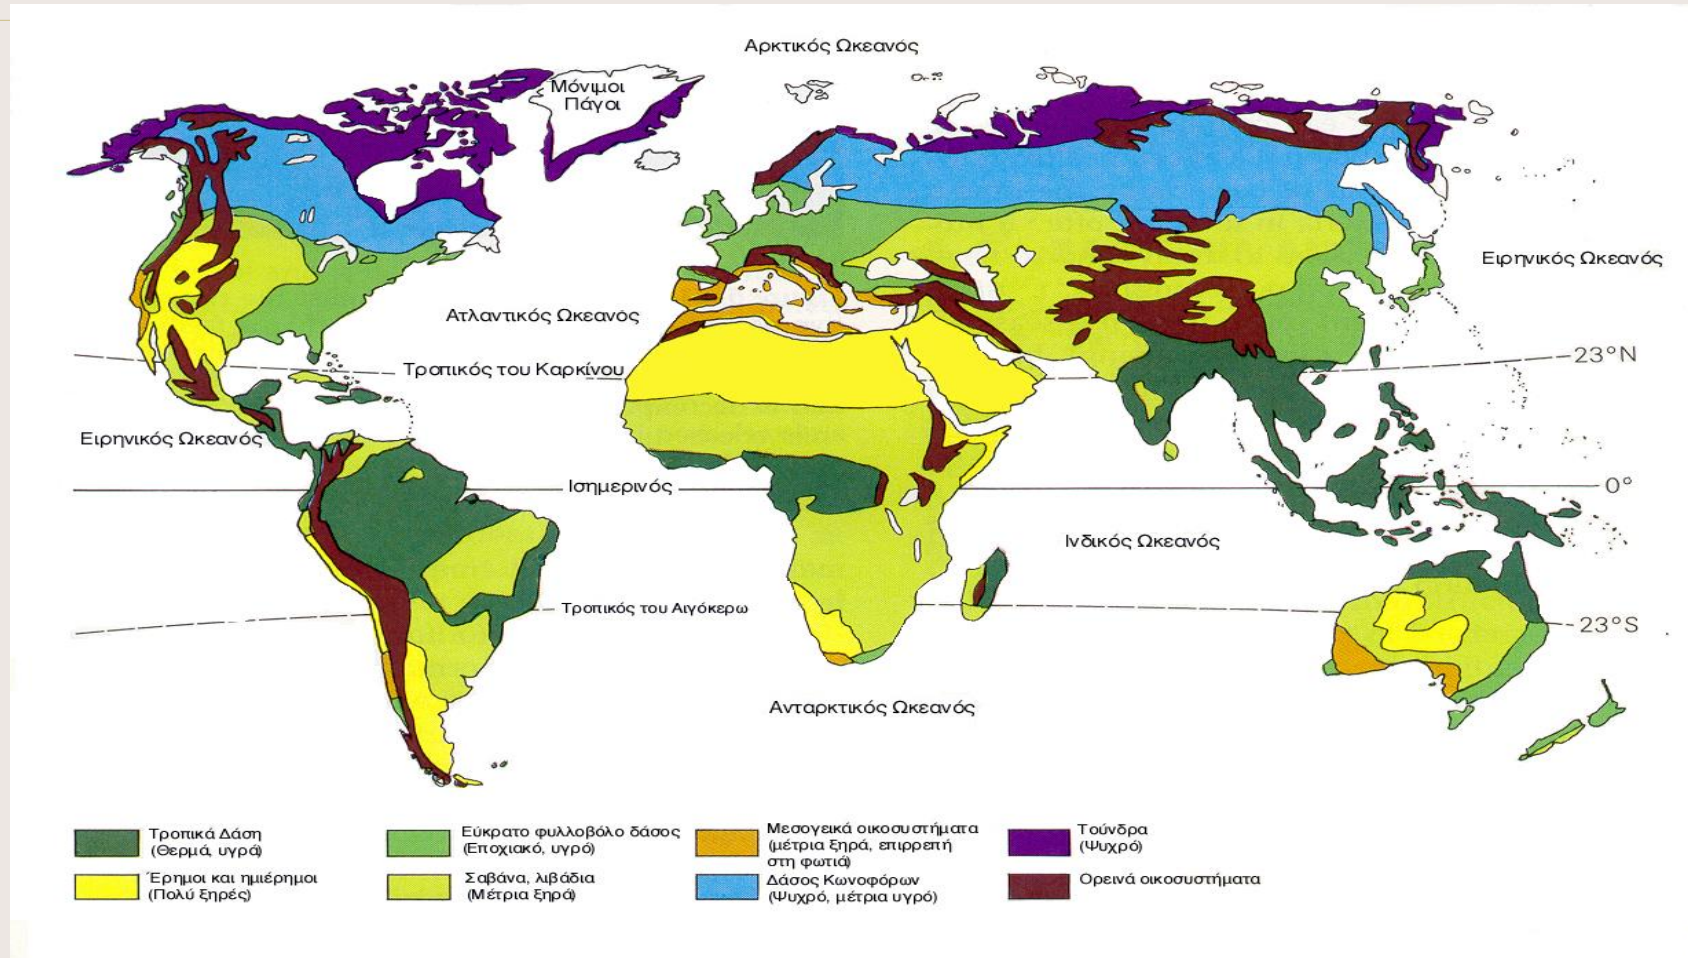 Αρκτικός Ωκεανός
Μόνιμοι
Πάγοι
Ειρηνικός Ωκεανός
Ατλαντικός Ωκεανός
23°N
Τροπικός του Καρκίνου
Ειρηνικός Ωκεανός
Ισημερινός
0°
Ινδικός Ωκεανός
Τροπικός του Αιγόκερω
23°S
Ανταρκτικός Ωκεανός
Τροπικά Δάση
(Θερμά, υγρά)
Έρημοι και ημιέρημοι
(Πολύ ξηρές)
Εύκρατο φυλλοβόλο δάσος
(Εποχιακό, υγρό)
Σαβάνα, λιβάδια
(Μέτρια ξηρά)
Μεσογεικά οικοσυστήματα
(μέτρια ξηρά, επιρρεπή
στη φωτιά)
Δάσος Κωνοφόρων
(Ψυχρό, μέτρια υγρό)
Τούνδρα
(Ψυχρό)
Ορεινά οικοσυστήματα